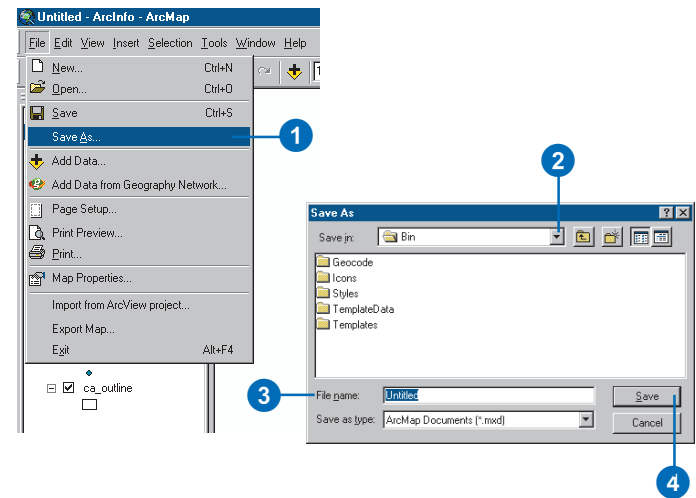 Untitled - ArcInfo - ArcMap
File Edit View Insert Selection Tools Window Help
New... Ctrl+N
Open... Ctrl+O
Save Ctrl+S
Save As...
1
Add Data...
Add Data from Geography Network...
Page Setup...
Print Preview...
Print...
Map Properties...
Import from ArcView project...
Export Map...
Exit Alt+F4
ca_outline
2
Save As
Save in: Bin
Geocode
Icons
Styles
TemplateData
Templates
3
File name: Untitled Save
Save as type: ArcMap Documents (*.mxd) Cancel
4